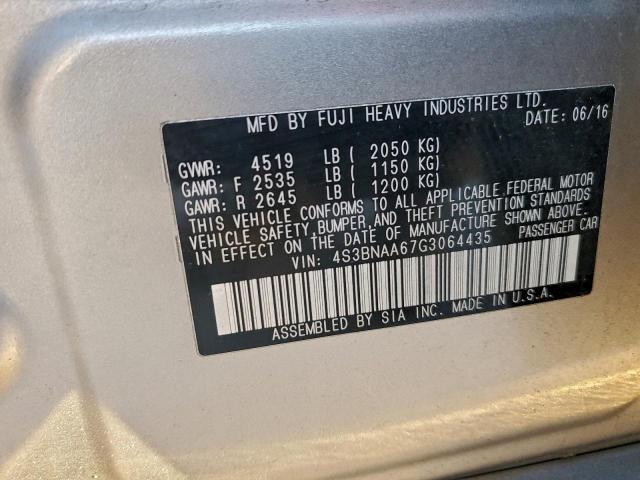 MFD BY FUJI HEAVY INDUSTRIES LTD.
DATE: 06/16
GVWR: 4519 LB ( 2050 KG)
GAWR: F 2535 LB ( 1150 KG)
GAWR: R 2645 LB ( 1200 KG)
THIS VEHICLE CONFORMS TO ALL APPLICABLE FEDERAL MOTOR
VEHICLE SAFETY, BUMPER, AND THEFT PREVENTION STANDARDS
IN EFFECT ON THE DATE OF MANUFACTURE SHOWN ABOVE.
VIN: 4S3BNAA67G3064435 PASSENGER CAR
ASSEMBLED BY SIA INC. MADE IN U.S.A.